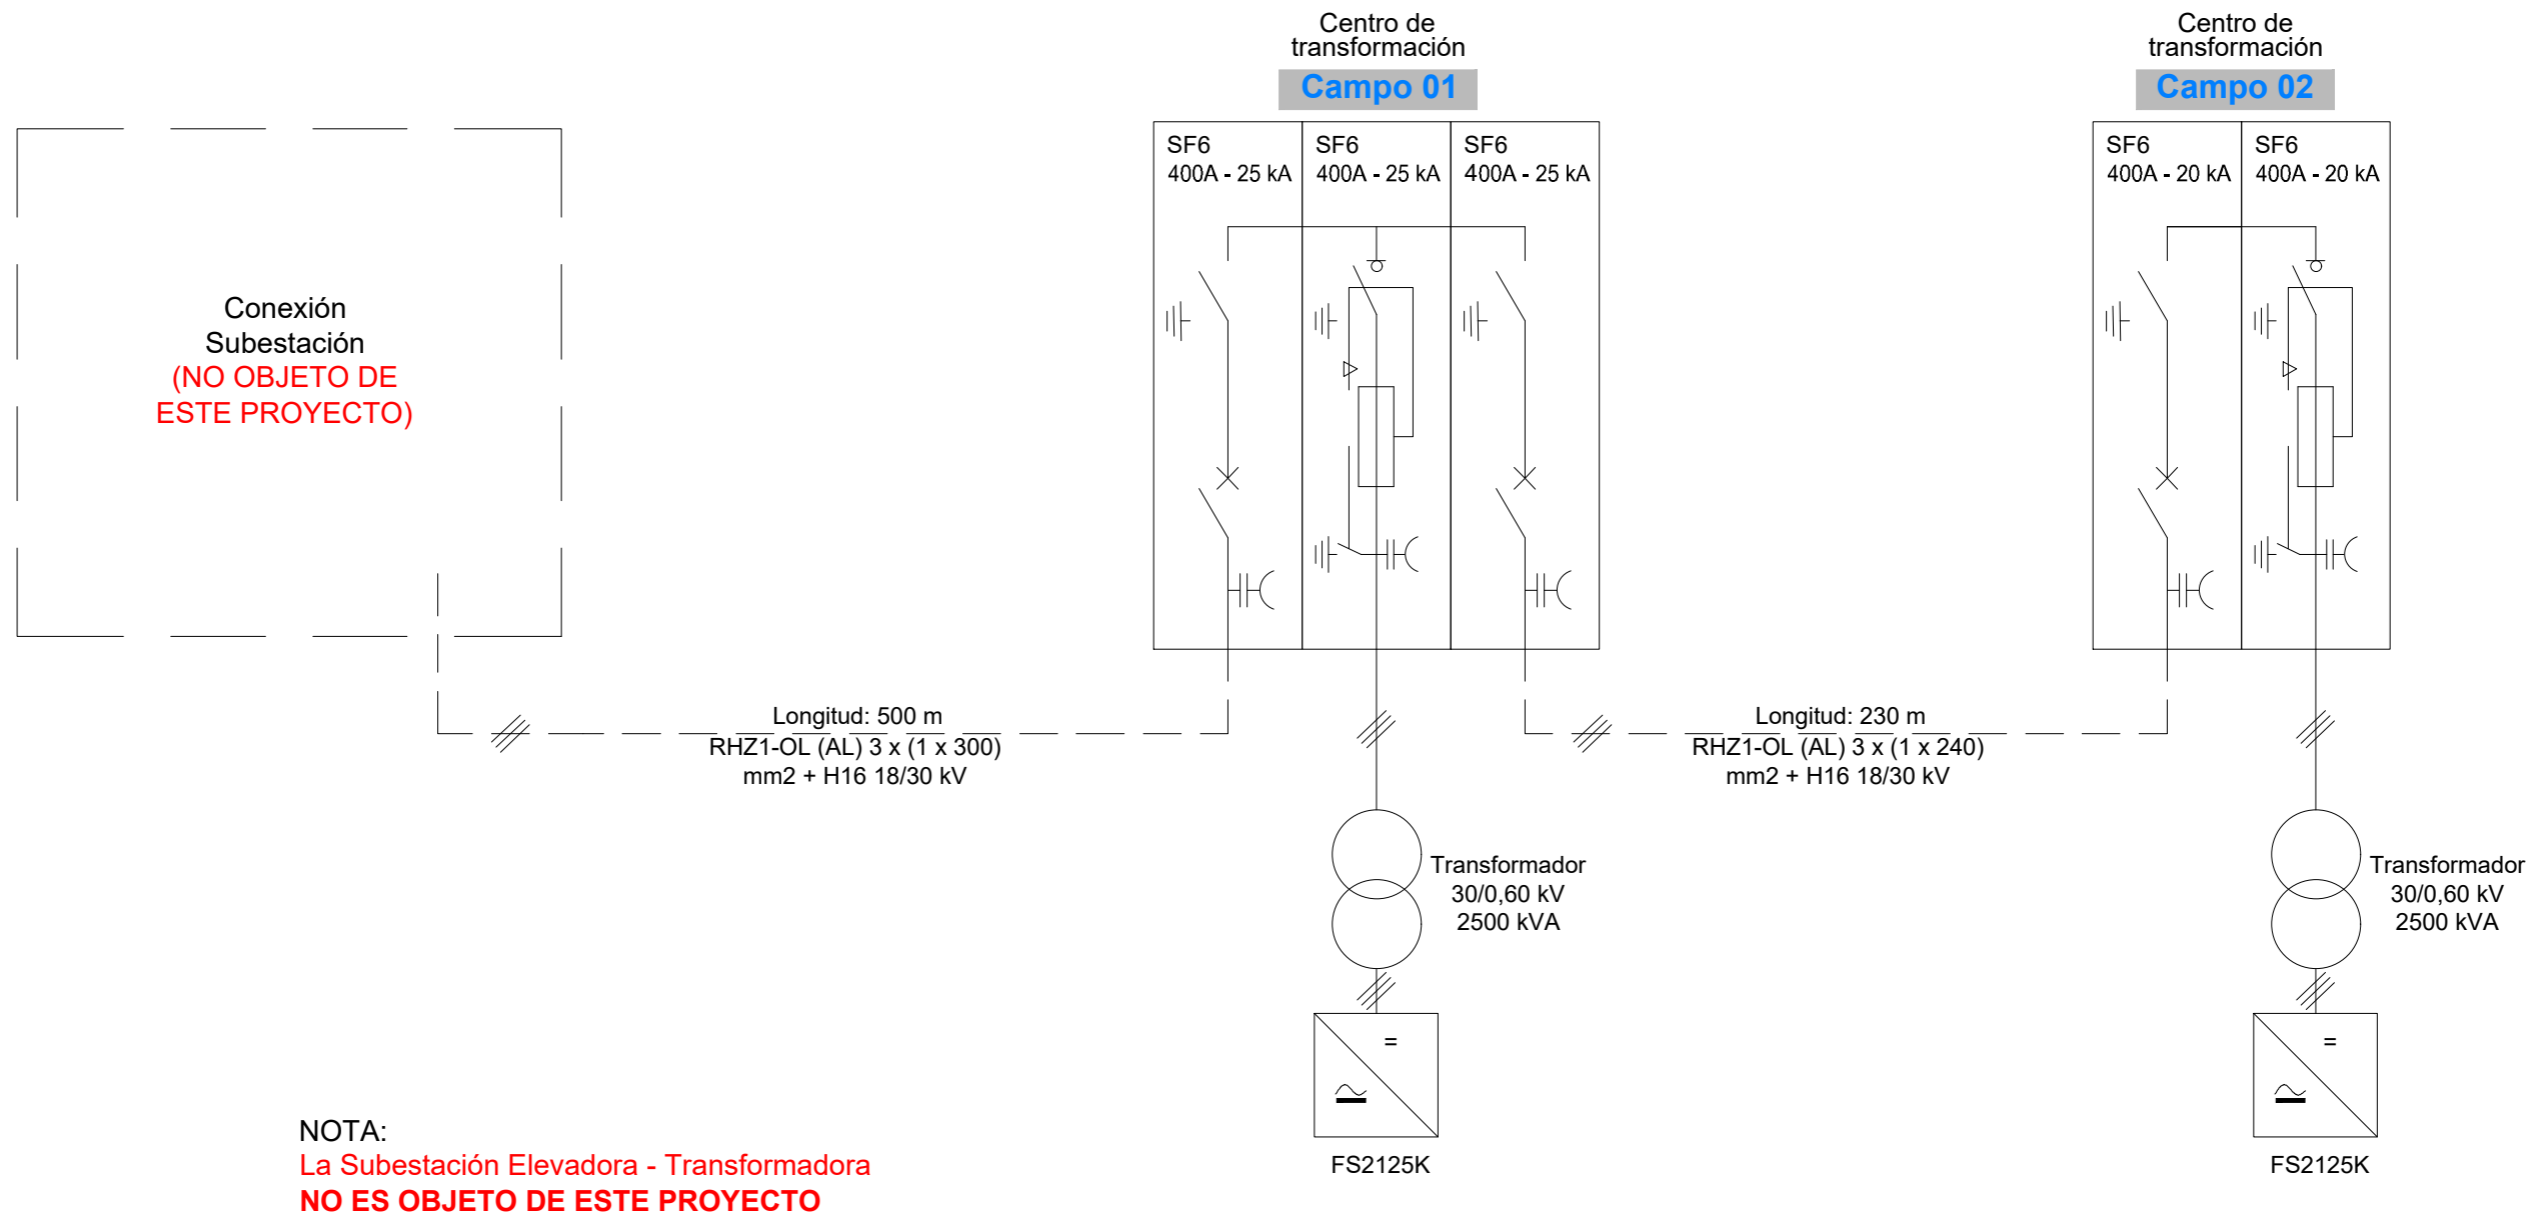 Centro de
transformación
Campo 01
Centro de
transformación
Campo 02
SF6
400A - 25 kA
SF6
400A - 25 kA
SF6
400A - 25 kA
SF6
400A - 20 kA
SF6
400A - 20 kA
Conexión
Subestación
(NO OBJETO DE
ESTE PROYECTO)
Longitud: 500 m
RHZ1-OL (AL) 3 x (1 x 300)
mm2 + H16 18/30 kV
Longitud: 230 m
RHZ1-OL (AL) 3 x (1 x 240)
mm2 + H16 18/30 kV
Transformador
30/0,60 kV
2500 kVA
Transformador
30/0,60 kV
2500 kVA
FS2125K
FS2125K
NOTA:
La Subestación Elevadora - Transformadora
NO ES OBJETO DE ESTE PROYECTO